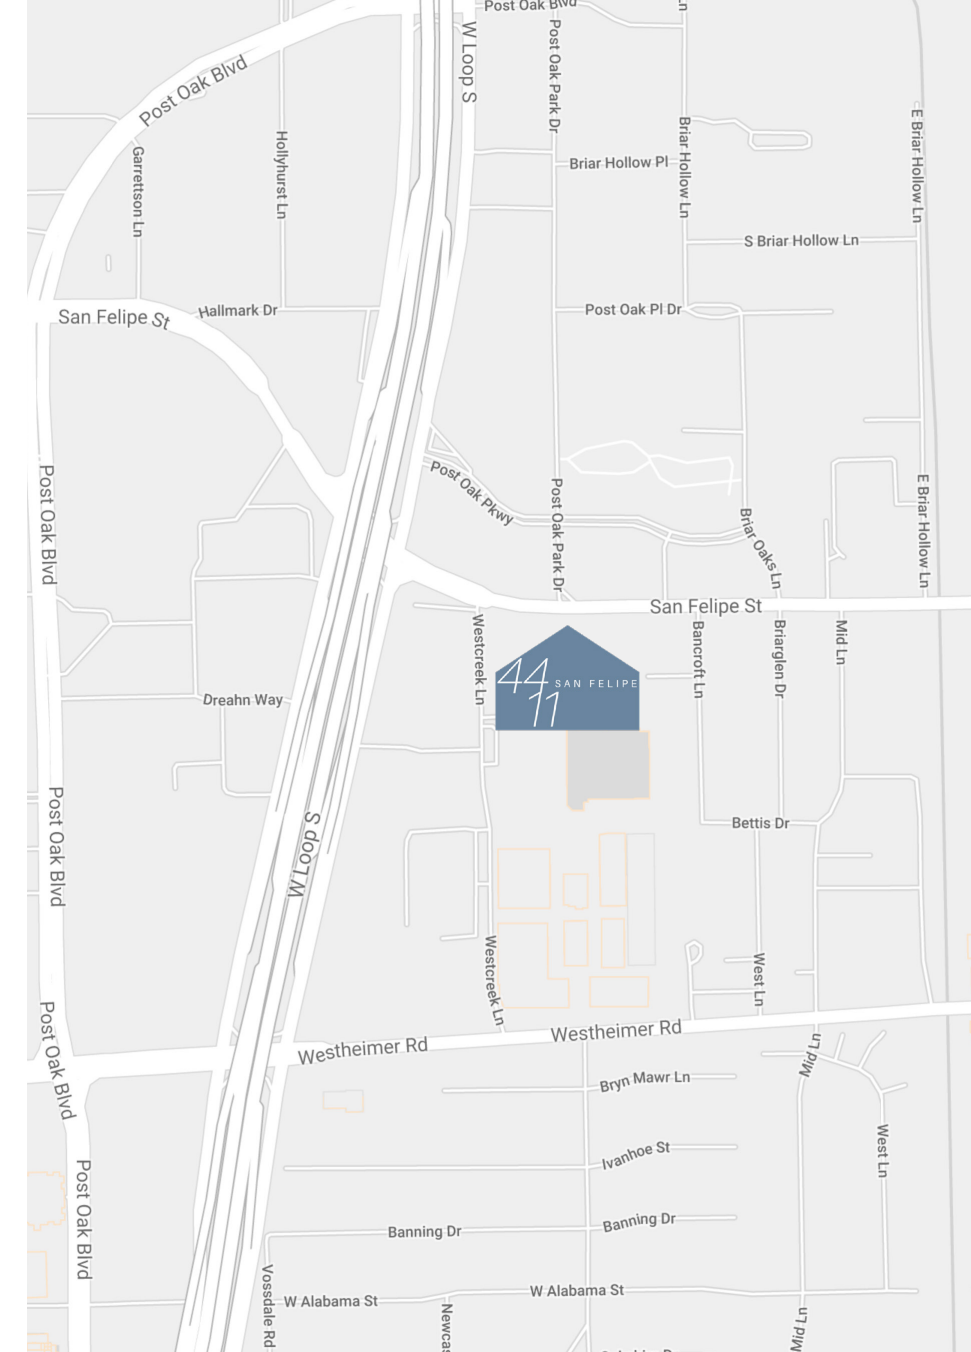 Post Oak Blvd
Ln
Post Oak Blvd
W Loop S
Post Oak Park Dr
Garrettson Ln
Hollyhurst Ln
Briar Hollow Pl
Briar Hollow Ln
E Briar Hollow Ln
S Briar Hollow Ln
San Felipe St
Hallmark Dr
Post Oak Pl Dr
Post Oak Blvd
Post Oak Pkwy
Post Oak Park Dr
Briar Oaks Ln
E Briar Hollow Ln
San Felipe St
Westcreek Ln
Bancroft Ln
Briarglen Dr
Mid Ln
44
11
SAN FELIPE
Dreahn Way
Post Oak Blvd
W Loop S
Bettis Dr
Westcreek Ln
West Ln
Post Oak Blvd
Westheimer Rd
Westheimer Rd
Mid Ln
Bryn Mawr Ln
West Ln
Ivanhoe St
Post Oak Blvd
Banning Dr
Banning Dr
Vossdale Rd
W Alabama St
W Alabama St
Newcas
Mid Ln